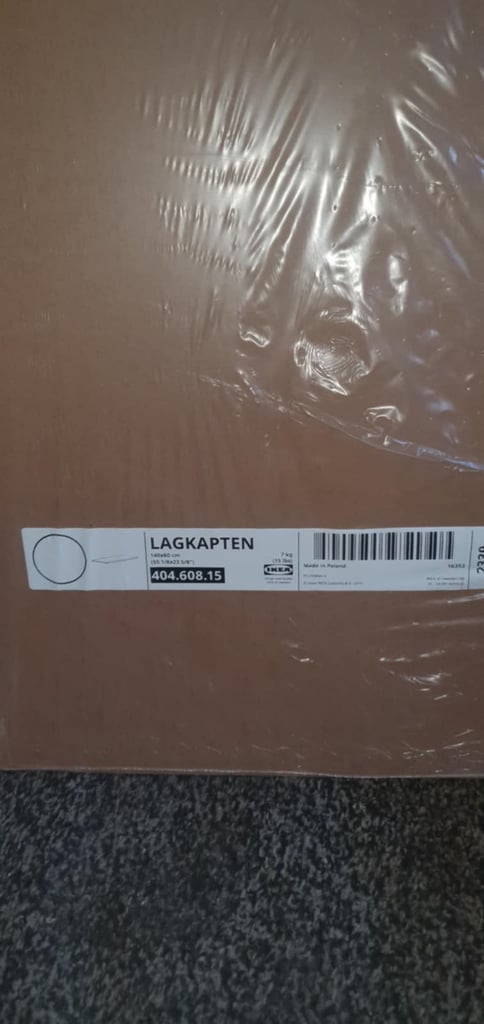 LAGKAPTEN
140x60 cm
(55 1/8x23 5/8")
7 kg
(15 lbs)
404.608.15
IKEA
Made in Poland
16353
2330